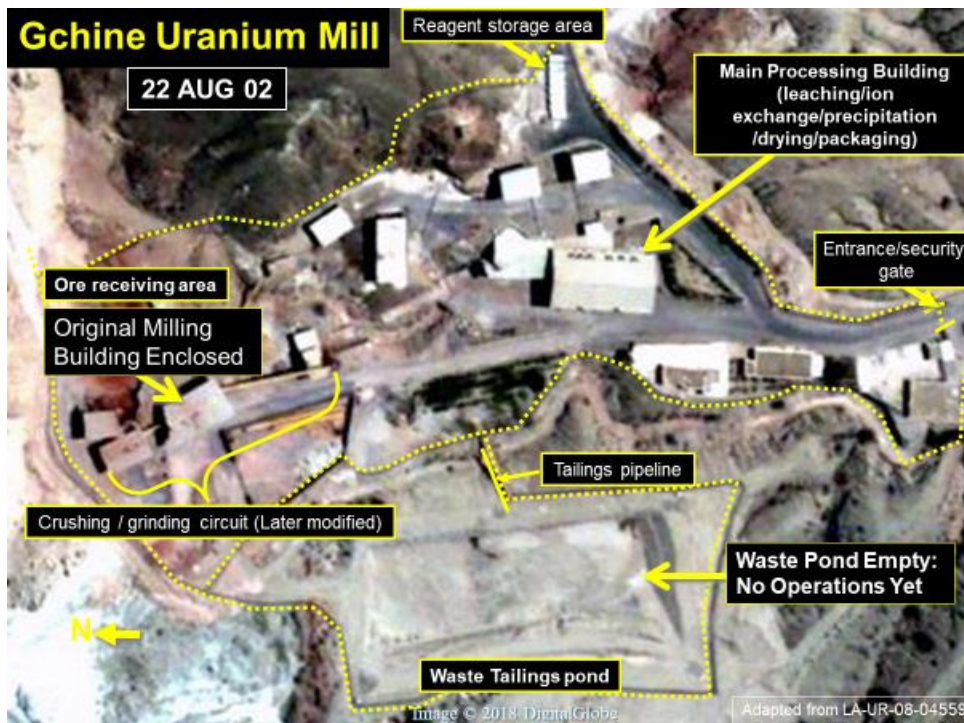 Gchine Uranium Mill
22 AUG 02
Reagent storage area
Main Processing Building
(leaching/ion
exchange/precipitation
/drying/packaging)
Entrance/security
gate
Ore receiving area
Original Milling
Building Enclosed
Tailings pipeline
Crushing / grinding circuit (Later modified)
Waste Pond Empty:
No Operations Yet
N
Waste Tailings pond
Image © 2018 DigitalGlobe
Adapted from LA-UR-08-04559